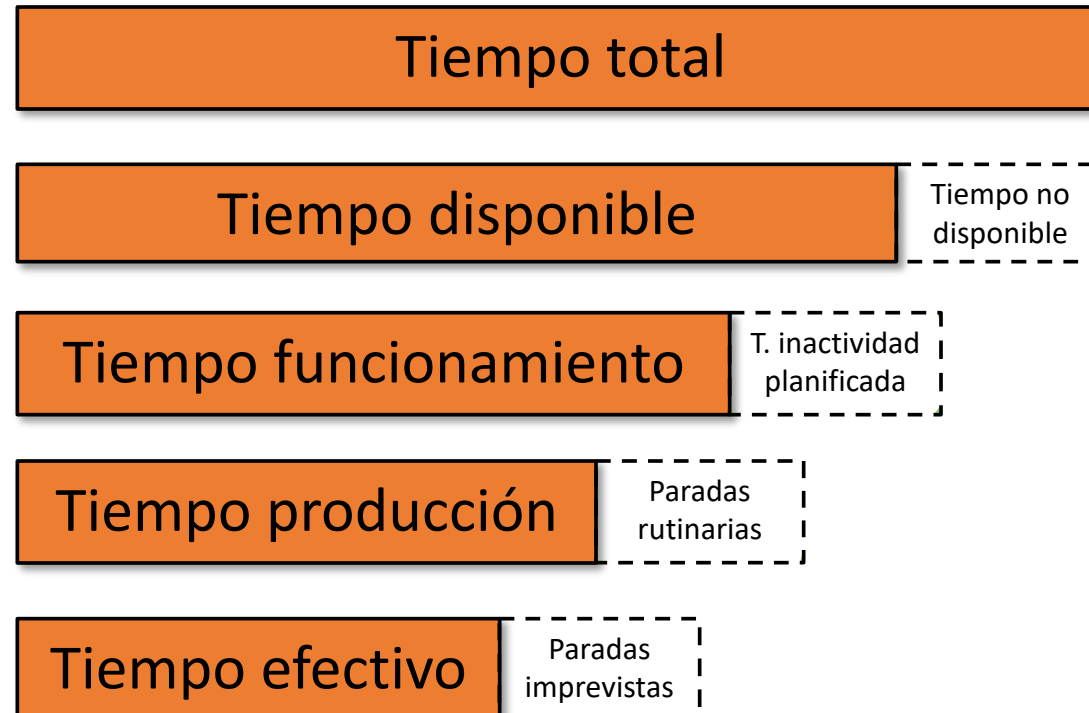 Tiempo total
Tiempo disponible
Tiempo no
disponible
Tiempo funcionamiento
T. inactividad
planificada
Tiempo producción
Paradas
rutinarias
Tiempo efectivo
Paradas
imprevistas